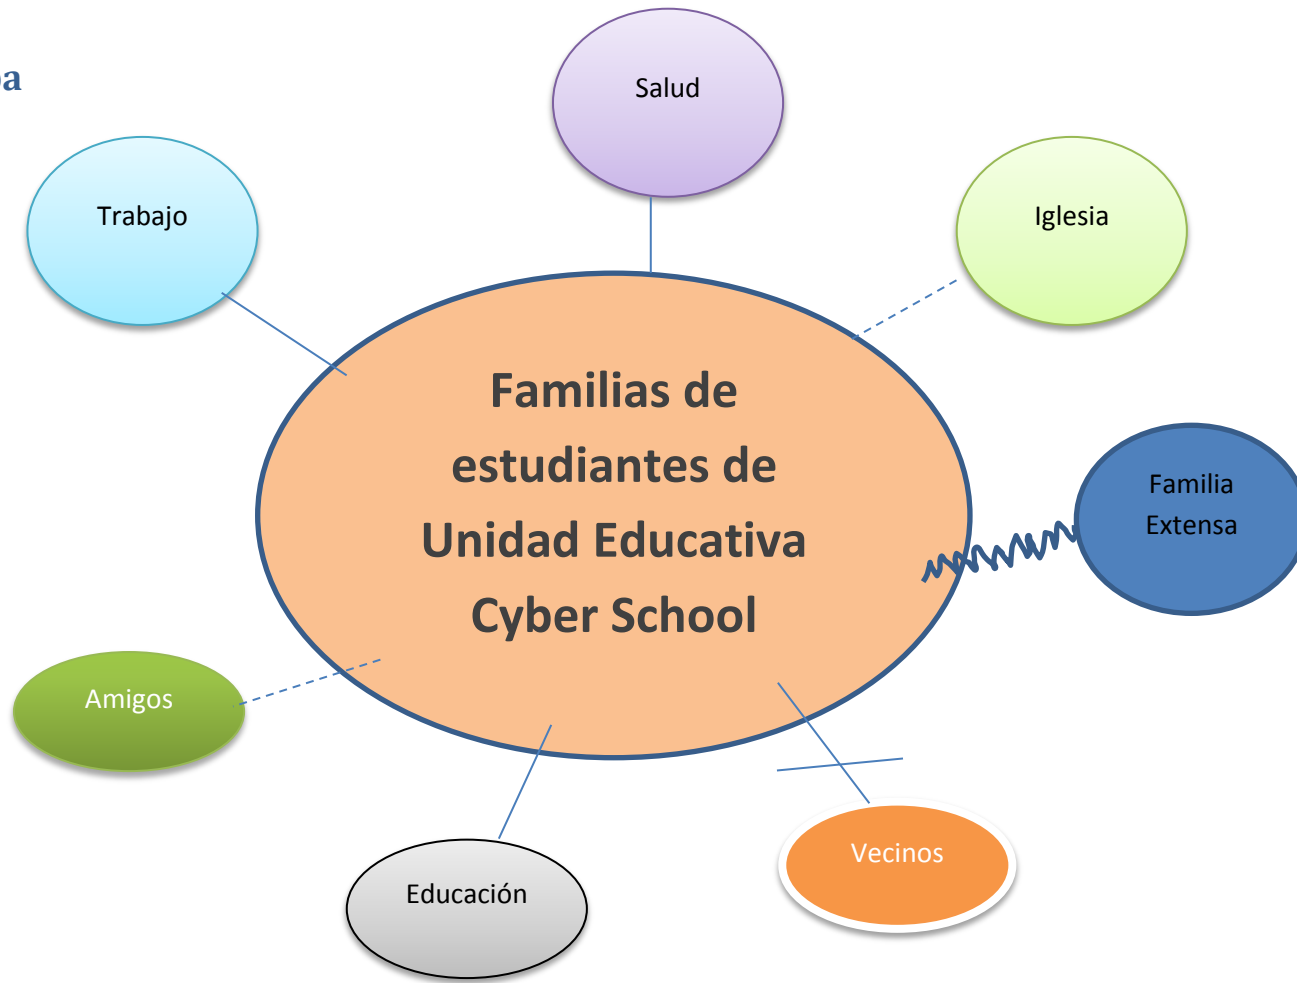 Salud
Trabajo
Iglesia
Familias de
estudiantes de
Unidad Educativa
Cyber School
Familia
Extensa
Amigos
Educación
Vecinos